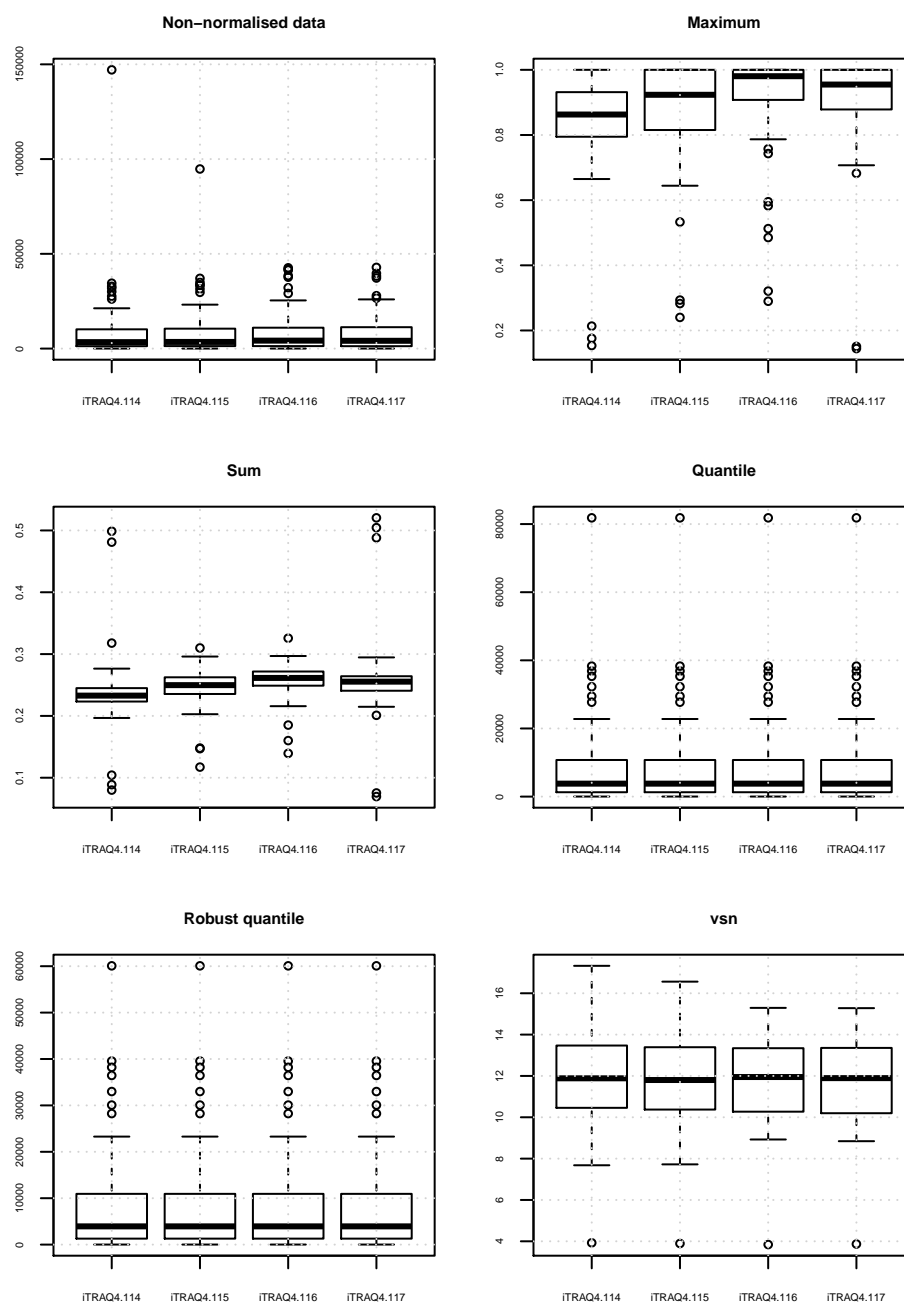 Non−normalised data
150000
100000
50000
0
iTRAQ4.114 iTRAQ4.115 iTRAQ4.116 iTRAQ4.117
Maximum
1.0
0.8
0.6
0.4
0.2
iTRAQ4.114 iTRAQ4.115 iTRAQ4.116 iTRAQ4.117
Sum
0.5
0.4
0.3
0.2
0.1
iTRAQ4.114 iTRAQ4.115 iTRAQ4.116 iTRAQ4.117
Quantile
80000
60000
40000
20000
0
iTRAQ4.114 iTRAQ4.115 iTRAQ4.116 iTRAQ4.117
Robust quantile
60000
50000
40000
30000
20000
10000
0
iTRAQ4.114 iTRAQ4.115 iTRAQ4.116 iTRAQ4.117
vsn
16
14
12
10
8
6
4
iTRAQ4.114 iTRAQ4.115 iTRAQ4.116 iTRAQ4.117